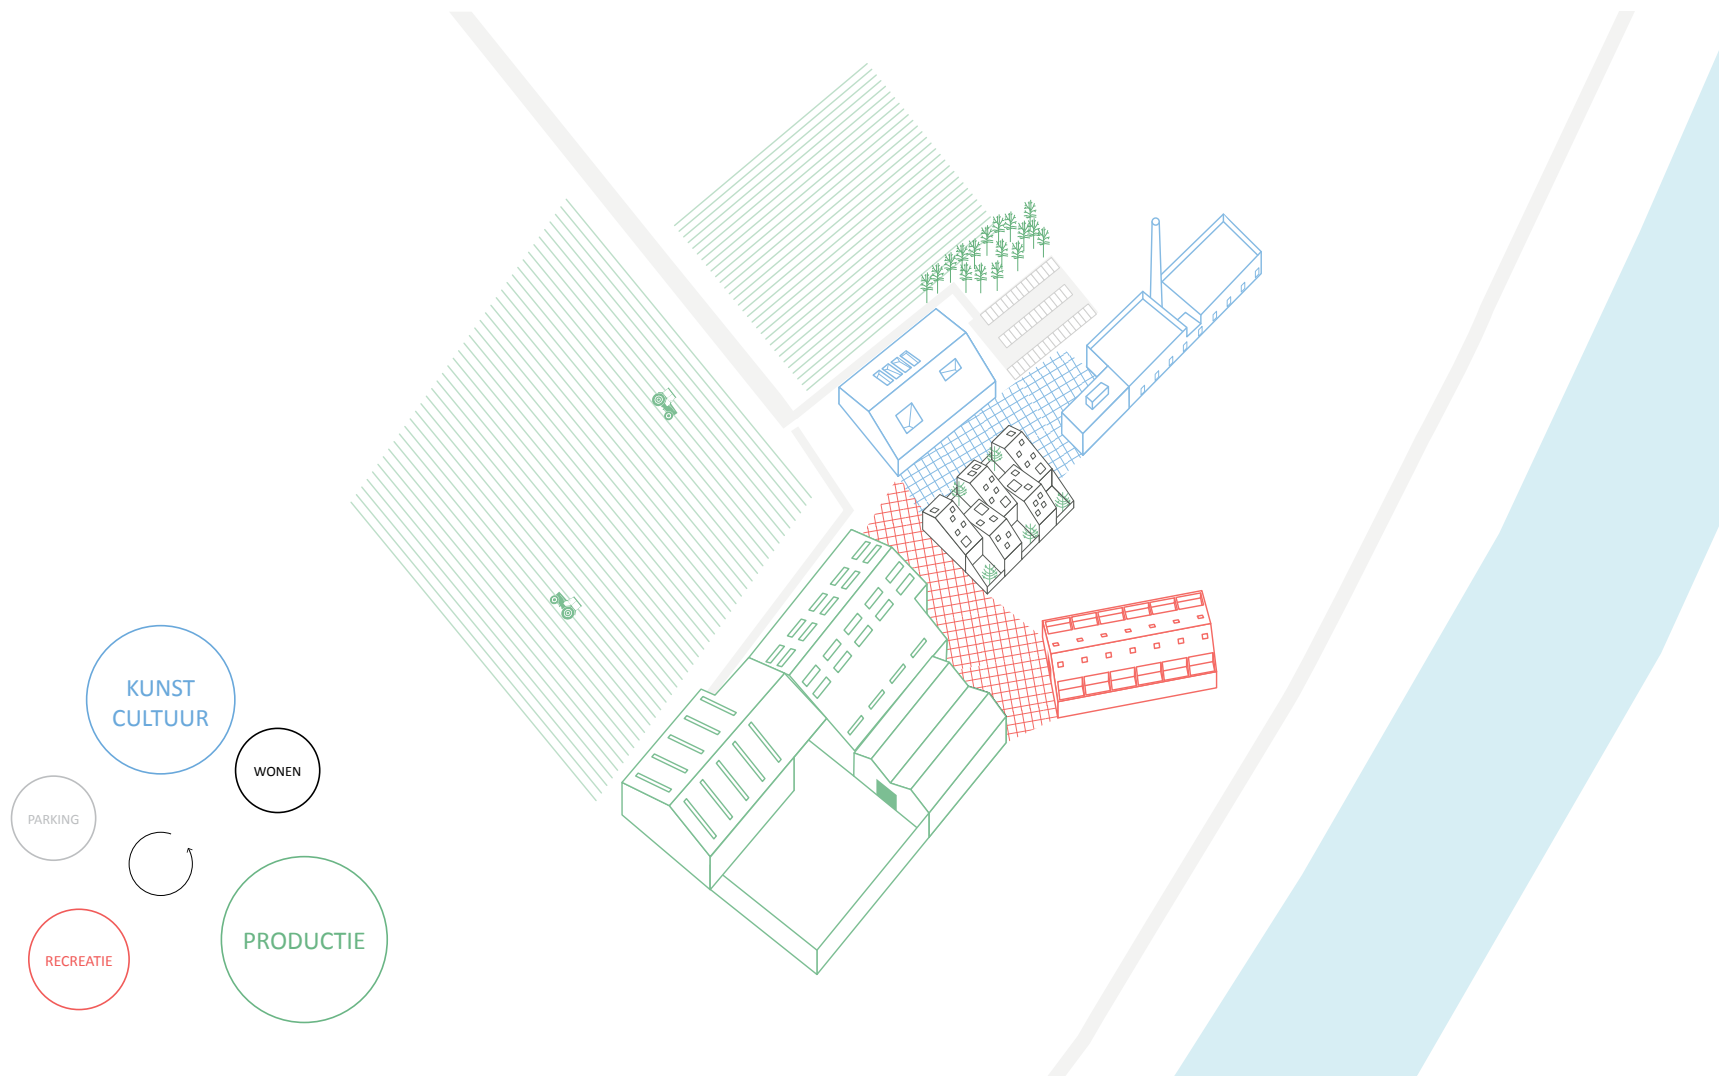 KUNST
CULTUUR
WONEN
PARKING
RECREATIE
PRODUCTIE